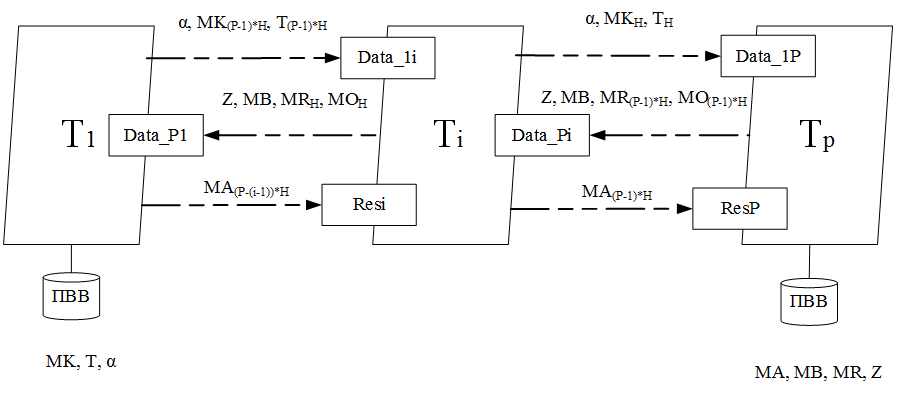 α, MK(P-1)*H, T(P-1)*H
α, MKH, TH
Data_1i
Data_1P
Z, MB, MRH, MOH
Z, MB, MR(P-1)*H, MO(P-1)*H
T1
Data_P1
Ti
Data_Pi
Tp
MA(P-(i-1))*H
MA(P-1)*H
Resi
ResP
ПВВ
ПВВ
MK, T, α
MA, MB, MR, Z